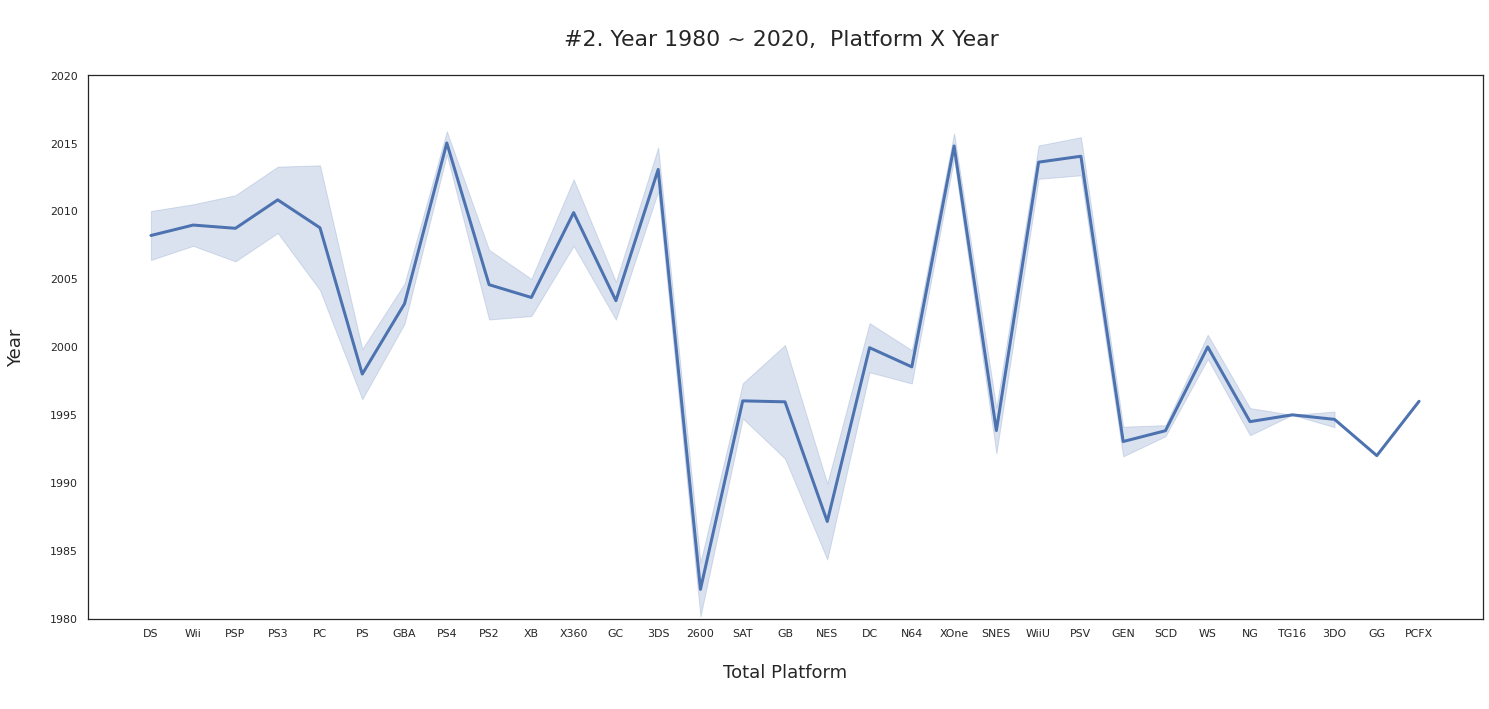 #2. Year 1980 ~ 2020,  Platform X Year
2020
2015
2010
2005
2000
1995
1990
1985
1980
Year
DS Wii PSP PS3 PC PS GBA PS4 PS2 XB X360 GC 3DS 2600 SAT GB NES DC N64 XOne SNES WiiU PSV GEN SCD WS NG TG16 3DO GG PCFX
Total Platform